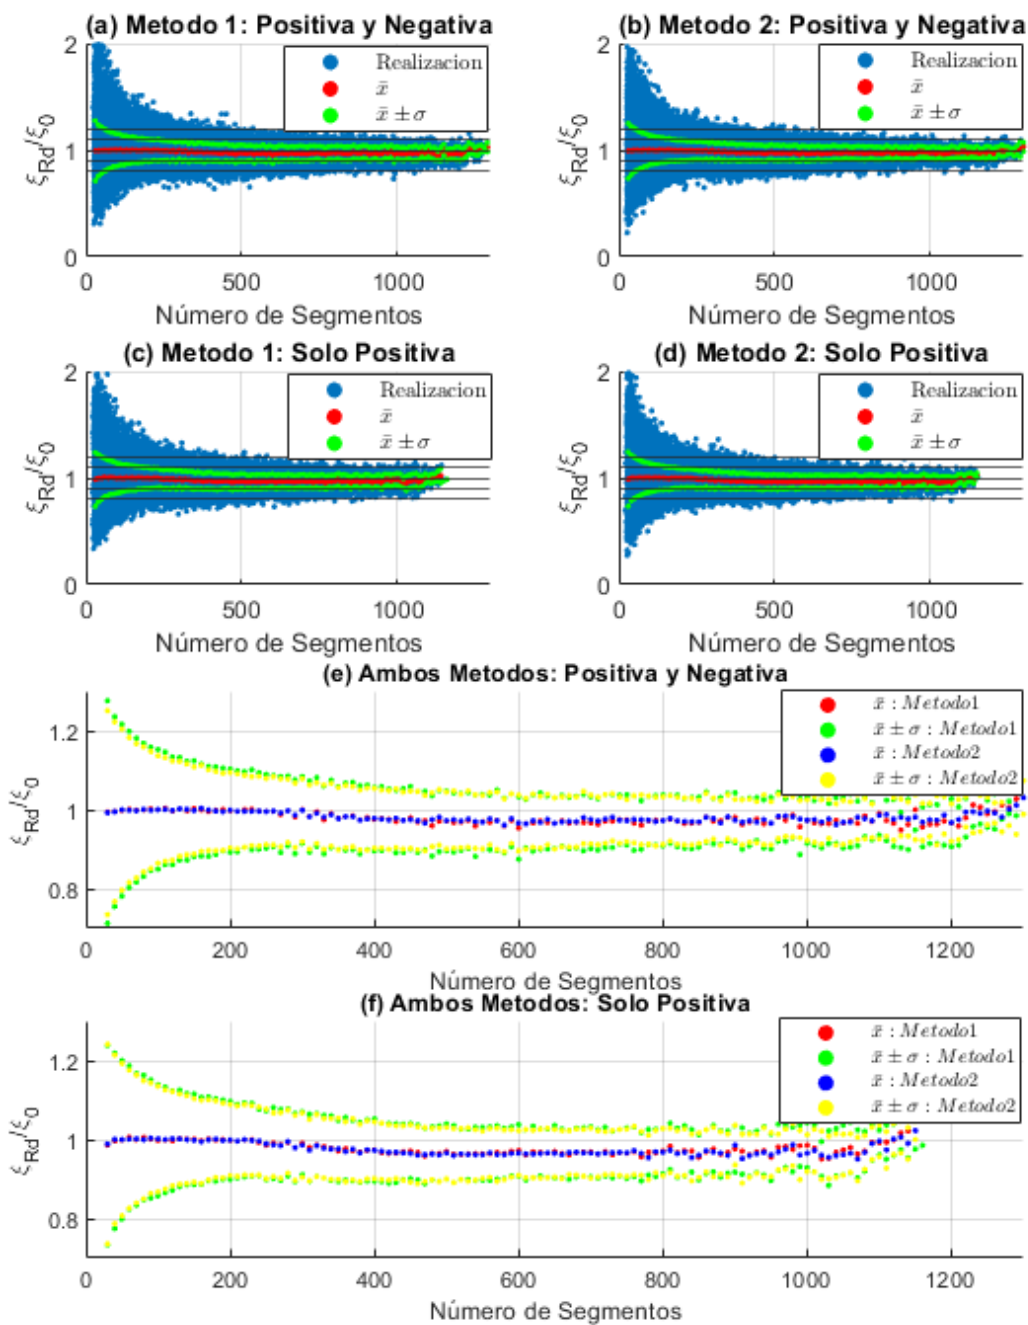 (a) Metodo 1: Positiva y Negativa
2
1
0
ξRd/ξ0
Realizacion
x̄
x̄ ± σ
0 500 1000
Número de Segmentos
(b) Metodo 2: Positiva y Negativa
2
1
0
ξRd/ξ0
Realizacion
x̄
x̄ ± σ
0 500 1000
Número de Segmentos
(c) Metodo 1: Solo Positiva
2
1
0
ξRd/ξ0
Realizacion
x̄
x̄ ± σ
0 500 1000
Número de Segmentos
(d) Metodo 2: Solo Positiva
2
1
0
ξRd/ξ0
Realizacion
x̄
x̄ ± σ
0 500 1000
Número de Segmentos
(e) Ambos Metodos: Positiva y Negativa
1.2
1
0.8
ξRd/ξ0
x̄ : Metodo1
x̄ ± σ : Metodo1
x̄ : Metodo2
x̄ ± σ : Metodo2
0 200 400 600 800 1000 1200
Número de Segmentos
(f) Ambos Metodos: Solo Positiva
1.2
1
0.8
ξRd/ξ0
x̄ : Metodo1
x̄ ± σ : Metodo1
x̄ : Metodo2
x̄ ± σ : Metodo2
0 200 400 600 800 1000 1200
Número de Segmentos